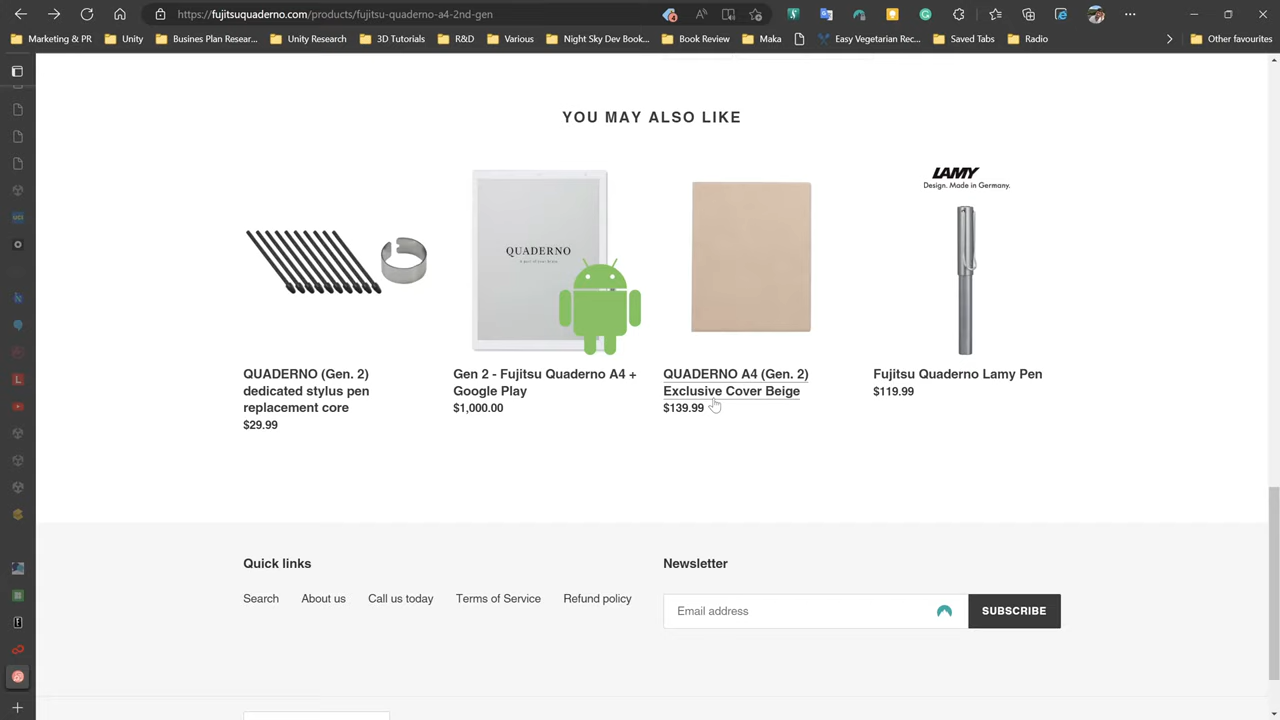 https://fujitsuquaderno.com/products/fujitsu-quaderno-a4-2nd-gen
Marketing & PR
Unity
Busines Plan Resear...
Unity Research
3D Tutorials
R&D
Various
Night Sky Dev Book...
Book Review
Maka
Easy Vegetarian Rec...
Saved Tabs
Radio
Other favourites
YOU MAY ALSO LIKE
LAMY
Design. Made in Germany.
QUADERNO
QUADERNO (Gen. 2)
dedicated stylus pen
replacement core
$29.99
Gen 2 - Fujitsu Quaderno A4 +
Google Play
$1,000.00
QUADERNO A4 (Gen. 2)
Exclusive Cover Beige
$139.99
Fujitsu Quaderno Lamy Pen
$119.99
Quick links
Search
About us
Call us today
Terms of Service
Refund policy
Newsletter
Email address
SUBSCRIBE